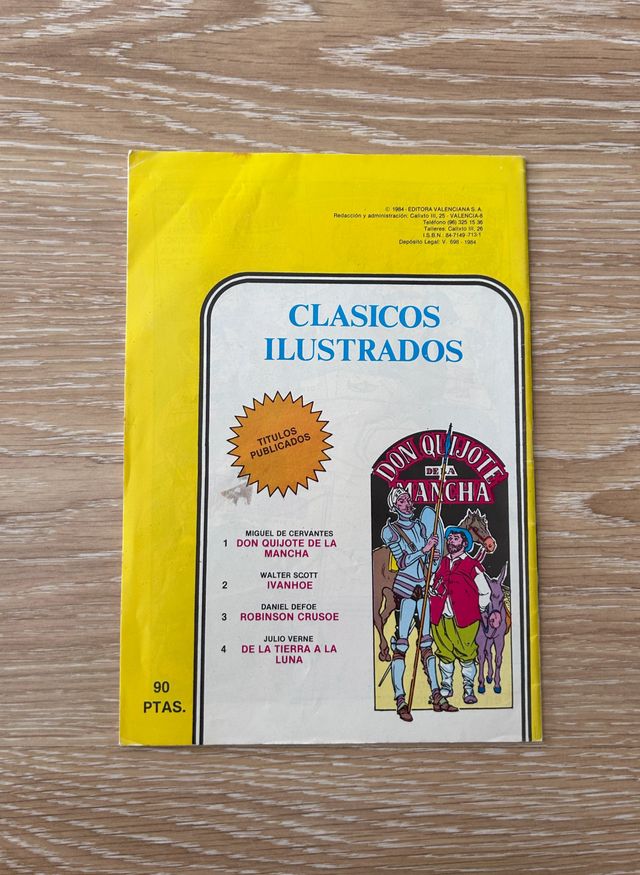 © 1984 - EDITORA VALENCIANA S.A.
Redacción y administración: Calixto III, 25 - VALENCIA-8
Teléfono (96) 325 15 36
Talleres: Calixto III, 26
I.S.B.N.: 84-7149-713-1
Depósito Legal: V. 698 - 1984
CLASICOS
ILUSTRADOS
TITULOS
PUBLICADOS
DON QUIJOTE
DE LA
MANCHA
MIGUEL DE CERVANTES
1 DON QUIJOTE DE LA
MANCHA
WALTER SCOTT
2 IVANHOE
DANIEL DEFOE
3 ROBINSON CRUSOE
JULIO VERNE
4 DE LA TIERRA A LA
LUNA
90
PTAS.